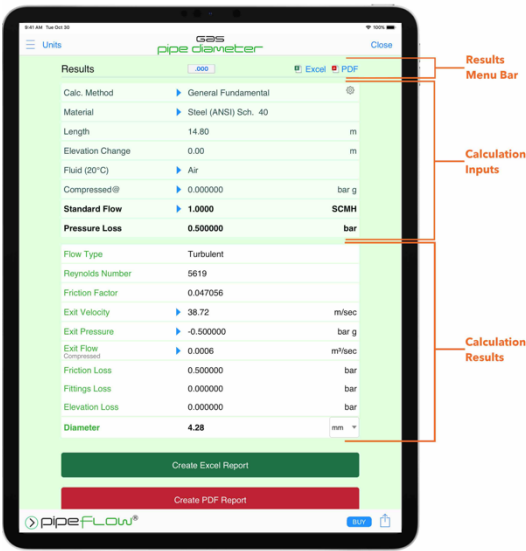 9:41 AM Tue Oct 30
100%
Units
Gas
pipe diameter
Close
Results .000 Excel PDF
Calc. Method General Fundamental
Material Steel (ANSI) Sch. 40
Length 14.80 m
Elevation Change 0.00 m
Fluid (20°C) Air
Compressed@ 0.000000 bar g
Standard Flow 1.0000 SCMH
Pressure Loss 0.500000 bar
Flow Type Turbulent
Reynolds Number 5619
Friction Factor 0.047056
Exit Velocity 38.72 m/sec
Exit Pressure -0.500000 bar g
Exit Flow 0.0006 m³/sec
Compressed
Friction Loss 0.500000 bar
Fittings Loss 0.000000 bar
Elevation Loss 0.000000 bar
Diameter 4.28 mm
Create Excel Report
Create PDF Report
pipeFLOW®
BUY
Results
Menu Bar
Calculation
Inputs
Calculation
Results